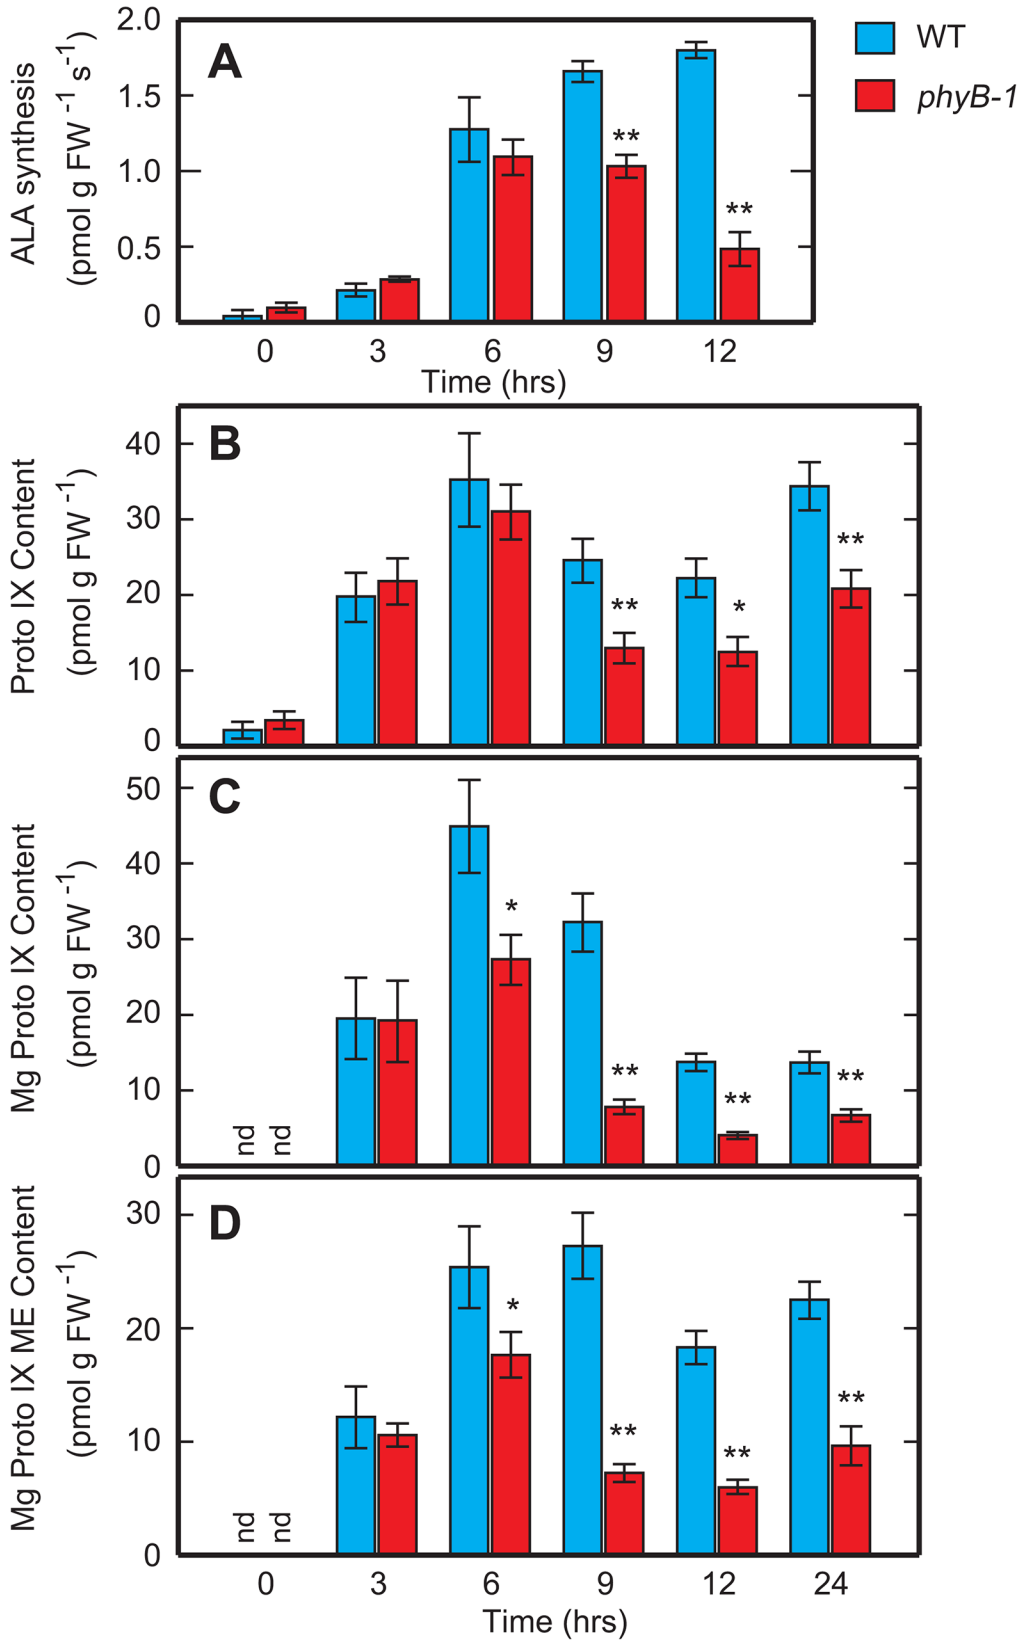 WT
phyB-1
A
ALA synthesis
(pmol g FW⁻¹ s⁻¹)
2.0
1.5
1.0
0.5
0
**
**
0 3 6 9 12
Time (hrs)
B
Proto IX Content
(pmol g FW⁻¹)
40
30
20
10
0
**
*
**
C
Mg Proto IX Content
(pmol g FW⁻¹)
50
40
30
20
10
0
nd nd
*
**
**
**
D
Mg Proto IX ME Content
(pmol g FW⁻¹)
30
20
10
0
nd nd
*
**
**
**
0 3 6 9 12 24
Time (hrs)